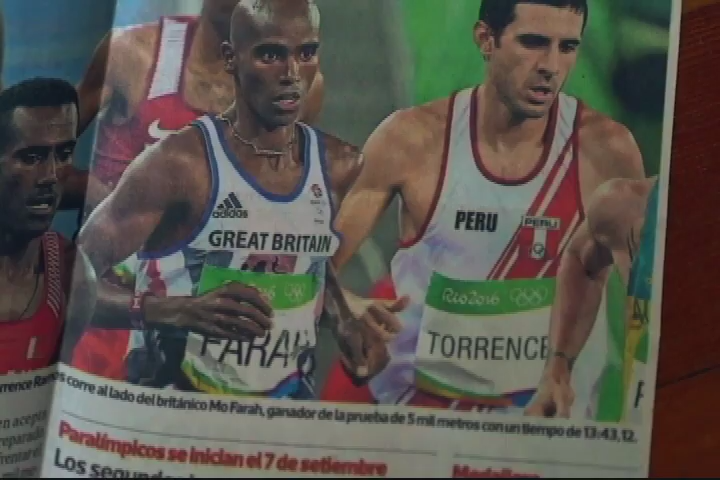 adidas
GREAT BRITAIN
FARAH
PERU
PERU
Rio2016
TORRENCE
corre al lado del británico Mo Farah, ganador de la prueba de 5 mil metros con un tiempo de 13:43,12.
Paralímpicos se inician el 7 de setiembre
Los